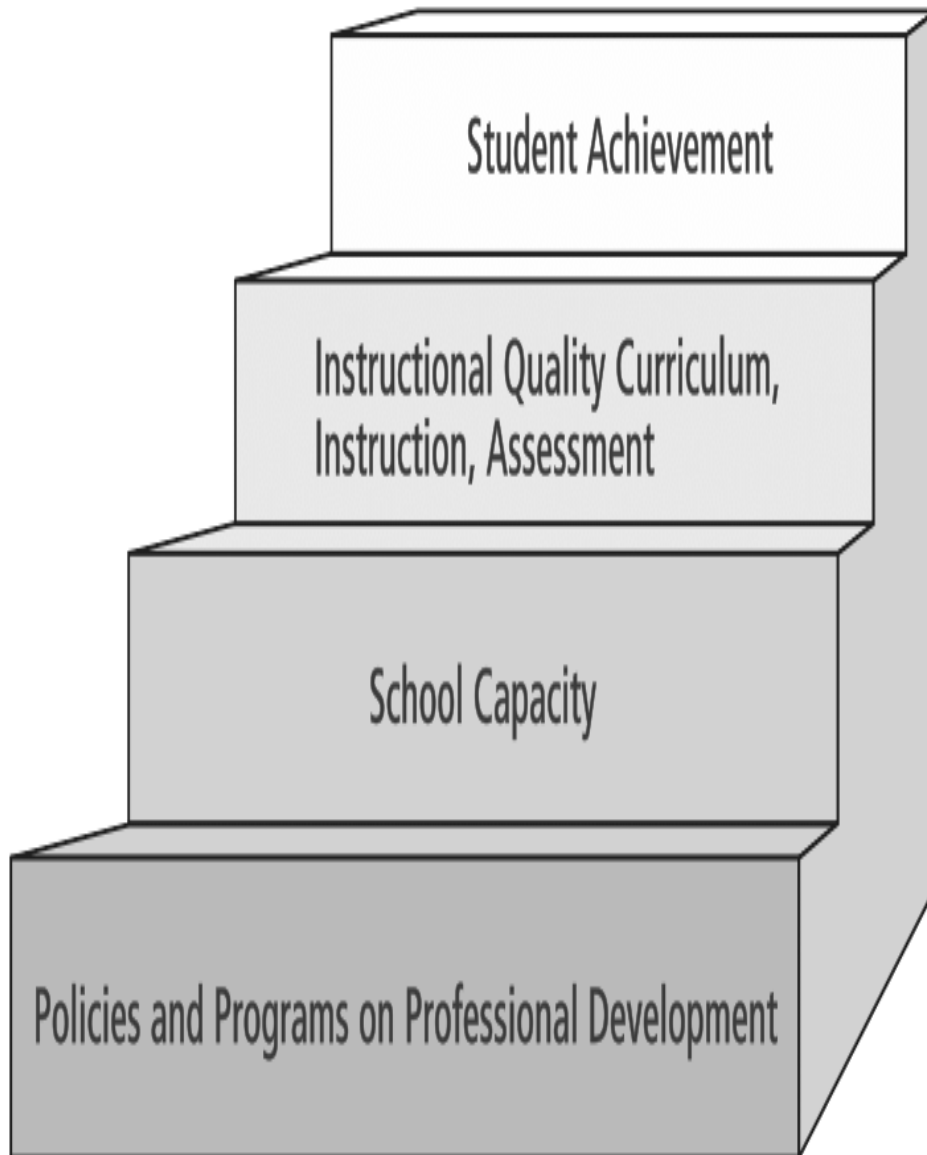 Student Achievement
Instructional Quality Curriculum,
Instruction, Assessment
School Capacity
Policies and Programs on Professional Development